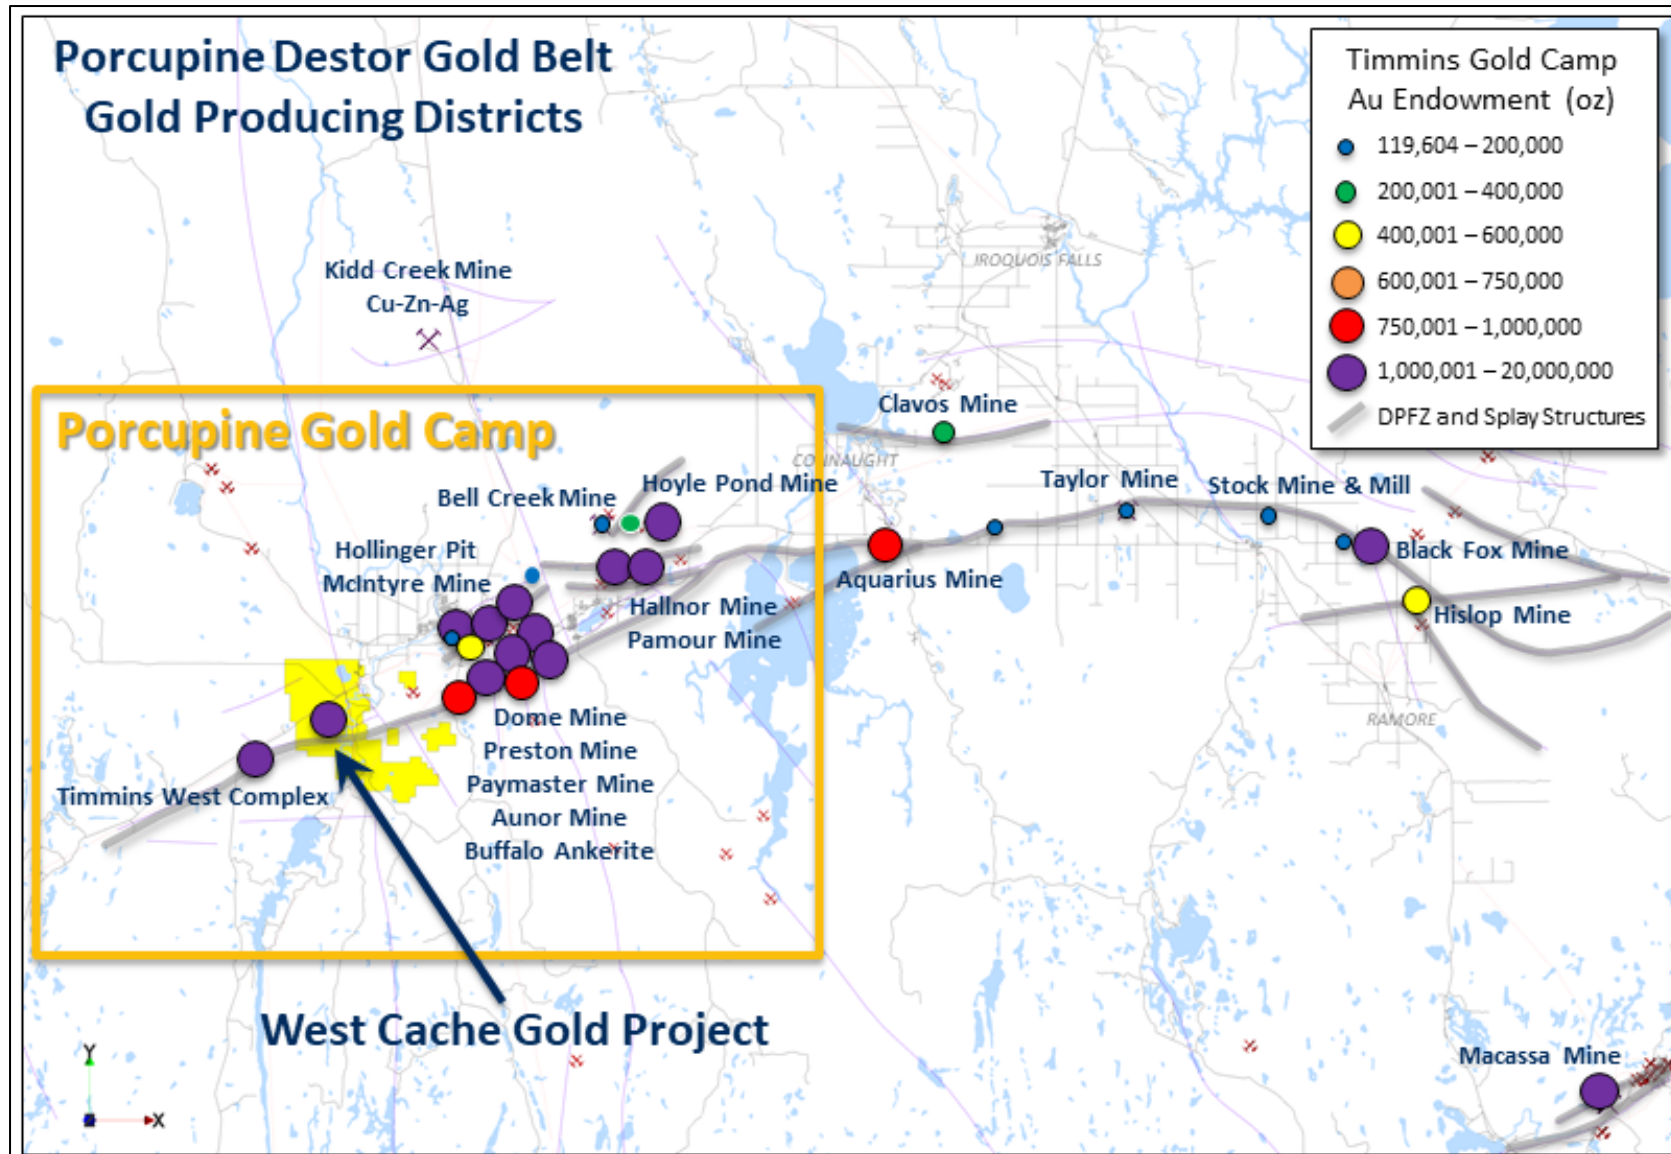 Porcupine Destor Gold Belt
Gold Producing Districts
Timmins Gold Camp
Au Endowment (oz)
119,604 – 200,000
200,001 – 400,000
400,001 – 600,000
600,001 – 750,000
750,001 – 1,000,000
1,000,001 – 20,000,000
DPFZ and Splay Structures
IROQUOIS FALLS
Kidd Creek Mine
Cu-Zn-Ag
Porcupine Gold Camp
Clavos Mine
CONNAUGHT
Hoyle Pond Mine
Bell Creek Mine
Taylor Mine
Stock Mine & Mill
Hollinger Pit
McIntyre Mine
Black Fox Mine
Aquarius Mine
Hallnor Mine
Pamour Mine
Hislop Mine
RAMORE
Dome Mine
Preston Mine
Paymaster Mine
Aunor Mine
Buffalo Ankerite
Timmins West Complex
West Cache Gold Project
Macassa Mine
Y
X